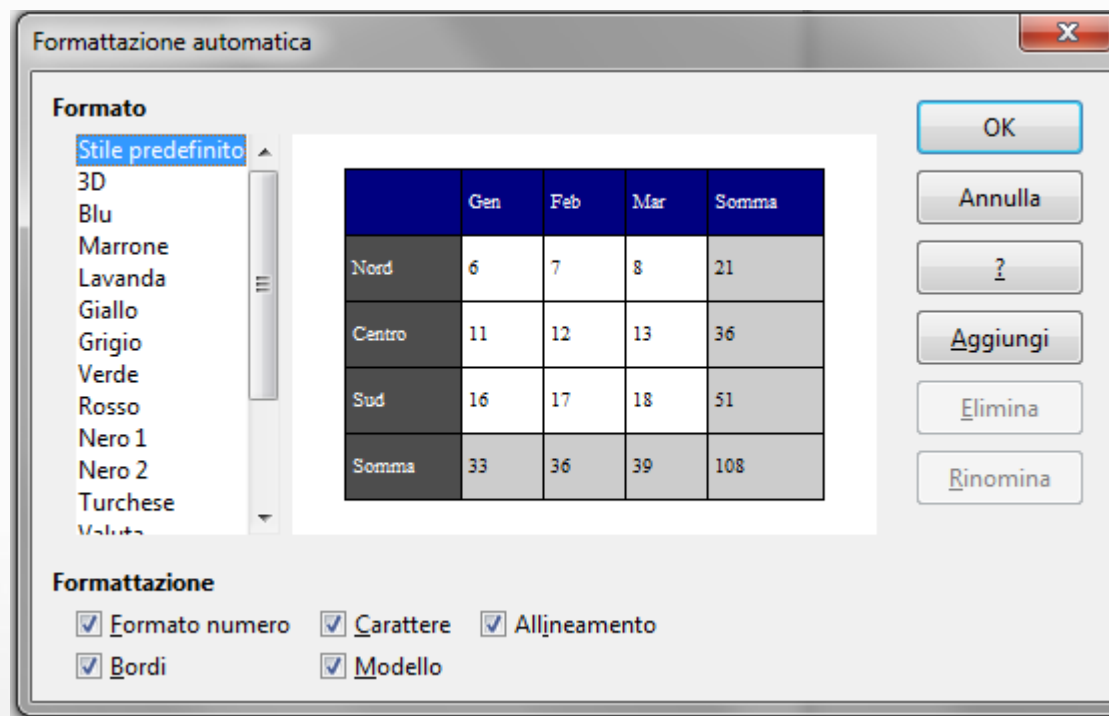 Formattazione automatica
Formato
Stile predefinito
3D
Blu
Marrone
Lavanda
Giallo
Grigio
Verde
Rosso
Nero 1
Nero 2
Turchese
Valuta
Gen Feb Mar Somma
Nord 6 7 8 21
Centro 11 12 13 36
Sud 16 17 18 51
Somma 33 36 39 108
OK
Annulla
?
Aggiungi
Elimina
Rinomina
Formattazione
Formato numero Carattere Allineamento
Bordi Modello